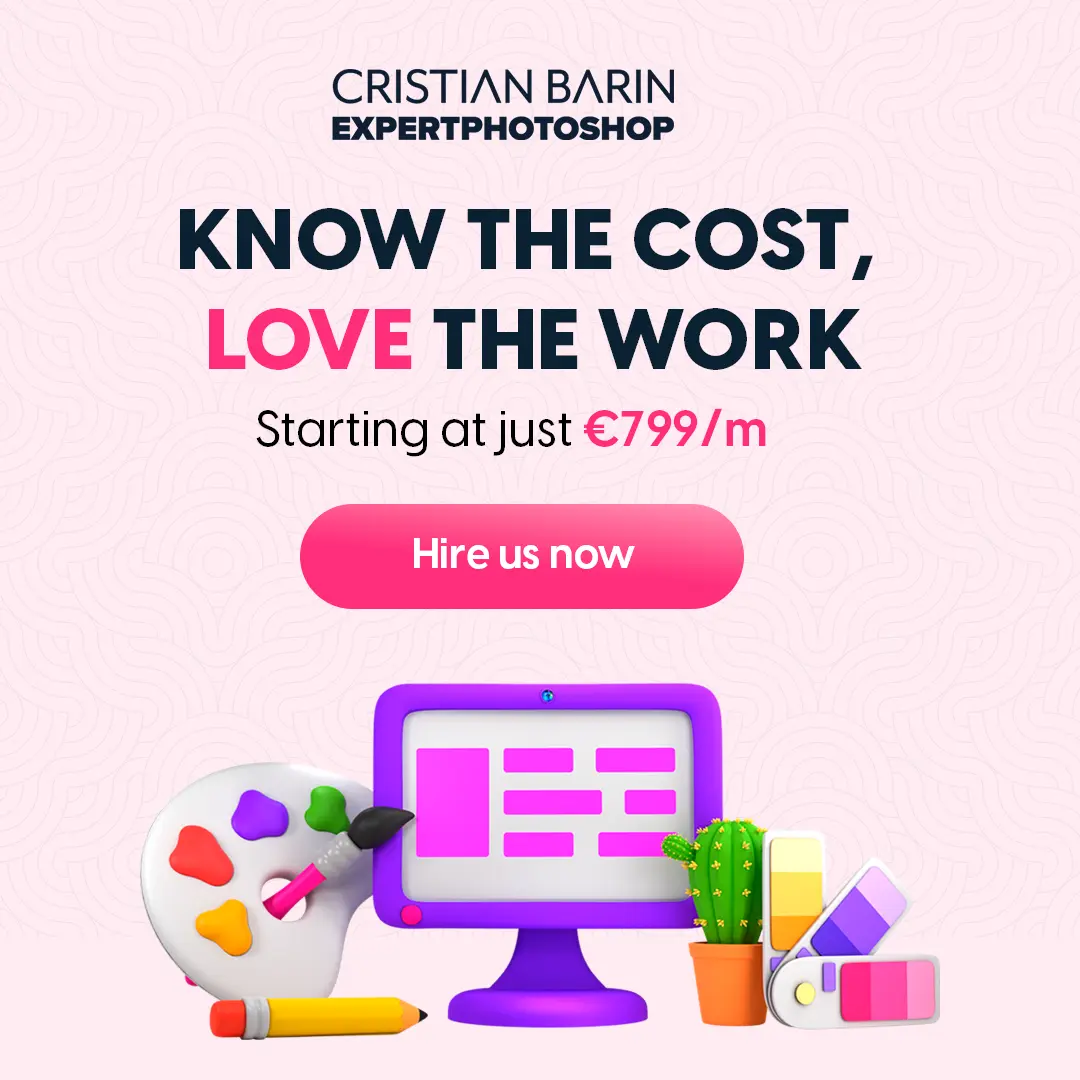 CRISTIAN BARIN
EXPERTPHOTOSHOP
KNOW THE COST,
LOVE THE WORK
Starting at just €799/m
Hire us now